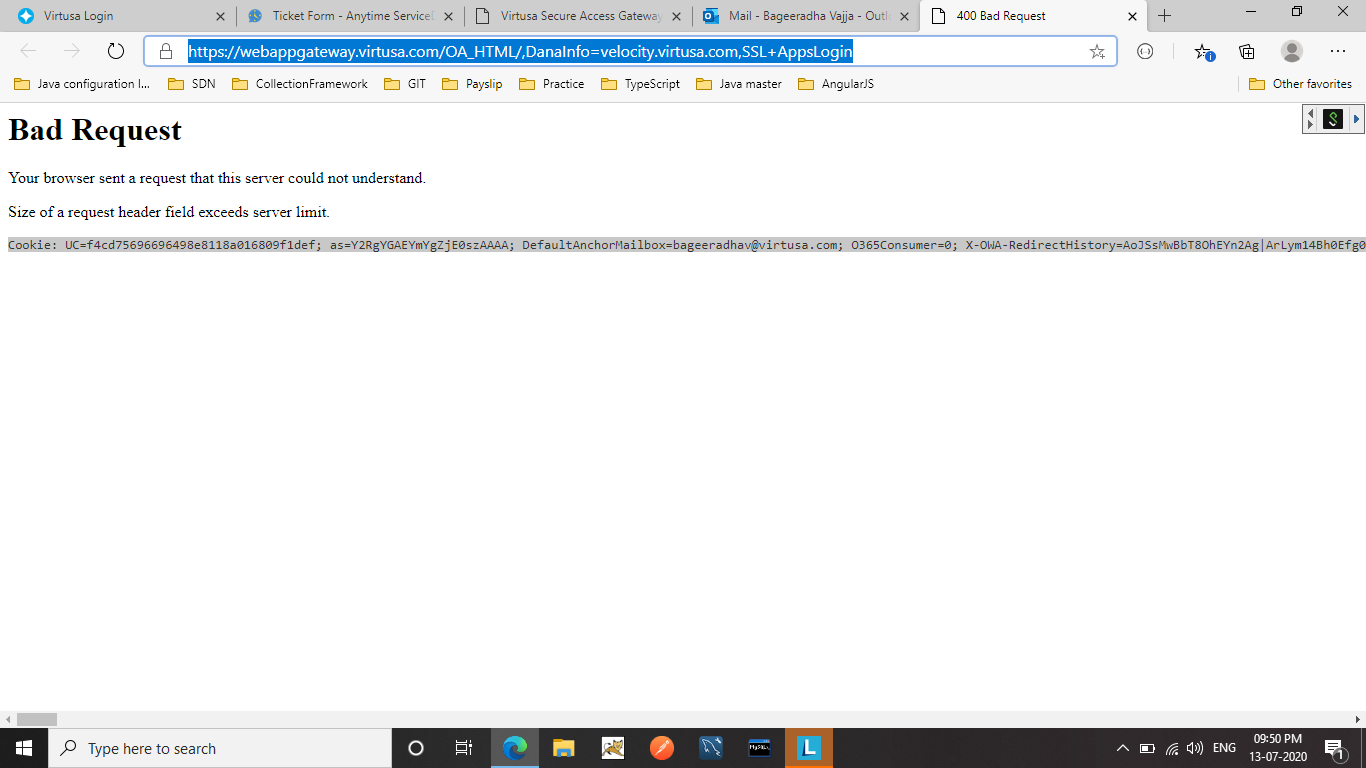 Virtusa Login
Ticket Form - Anytime Service
Virtusa Secure Access Gateway
Mail - Bageeradha Vajja - Outl
400 Bad Request
https://webappgateway.virtusa.com/OA_HTML/,DanaInfo=velocity.virtusa.com,SSL+AppsLogin
Java configuration l...
SDN
CollectionFramework
GIT
Payslip
Practice
TypeScript
Java master
AngularJS
Other favorites
Bad Request
Your browser sent a request that this server could not understand.
Size of a request header field exceeds server limit.
Cookie: UC=f4cd75696696498e8118a016809f1def; as=Y2RgYGAEYmYgZjE0szAAAA; DefaultAnchorMailbox=bageeradhav@virtusa.com; O365Consumer=0; X-OWA-RedirectHistory=AoJSsMwBbT8OhEYn2Ag|ArLym14Bh0Efg0
Type here to search
MySQL
L
ENG
09:50 PM
13-07-2020
1